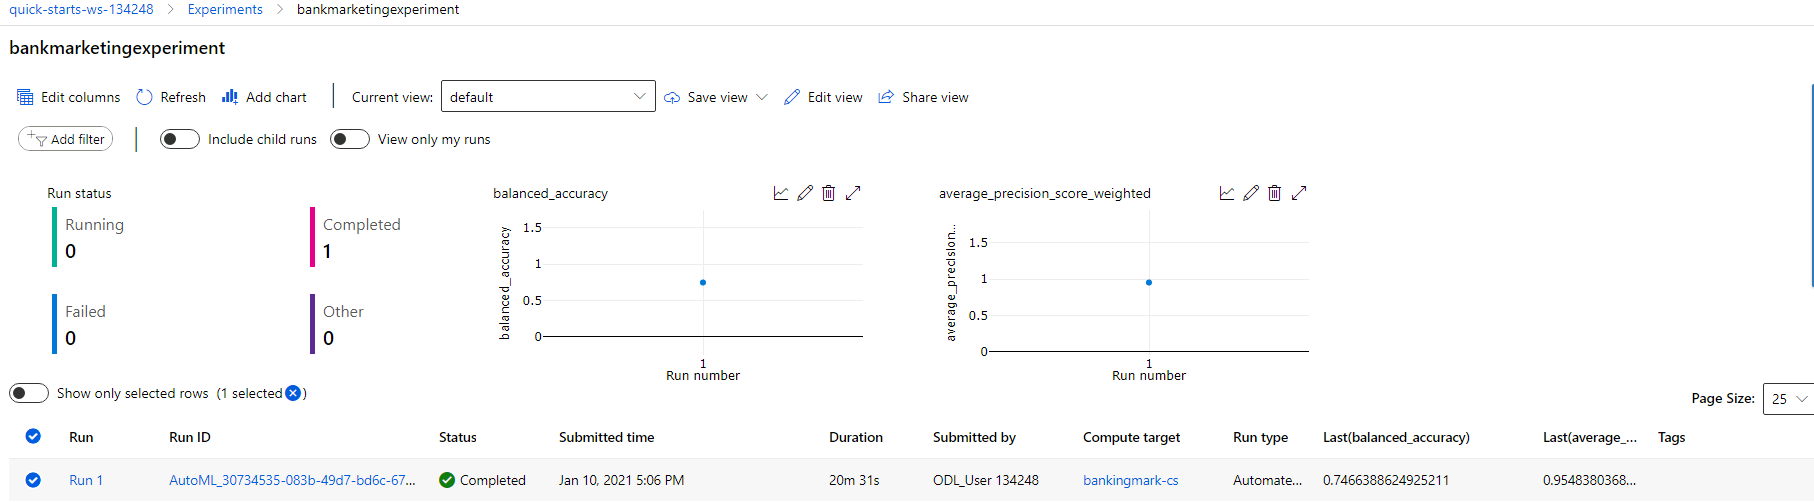 quick-starts-ws-134248 > Experiments > bankmarketingexperiment
bankmarketingexperiment
Edit columns Refresh Add chart Current view: default Save view Edit view Share view
Add filter Include child runs View only my runs
Run status
Running
0
Completed
1
Failed
0
Other
0
balanced_accuracy
balanced_accuracy
1.5
1
0.5
0
1
Run number
average_precision_score_weighted
average_precision...
1.5
1
0.5
0
1
Run number
Show only selected rows (1 selected )
Page Size: 25
Run Run ID Status Submitted time Duration Submitted by Compute target Run type Last(balanced_accuracy) Last(average_... Tags
Run 1 AutoML_30734535-083b-49d7-bd6c-67... Completed Jan 10, 2021 5:06 PM 20m 31s ODL_User 134248 bankingmark-cs Automate... 0.7466388624925211 0.9548380368...